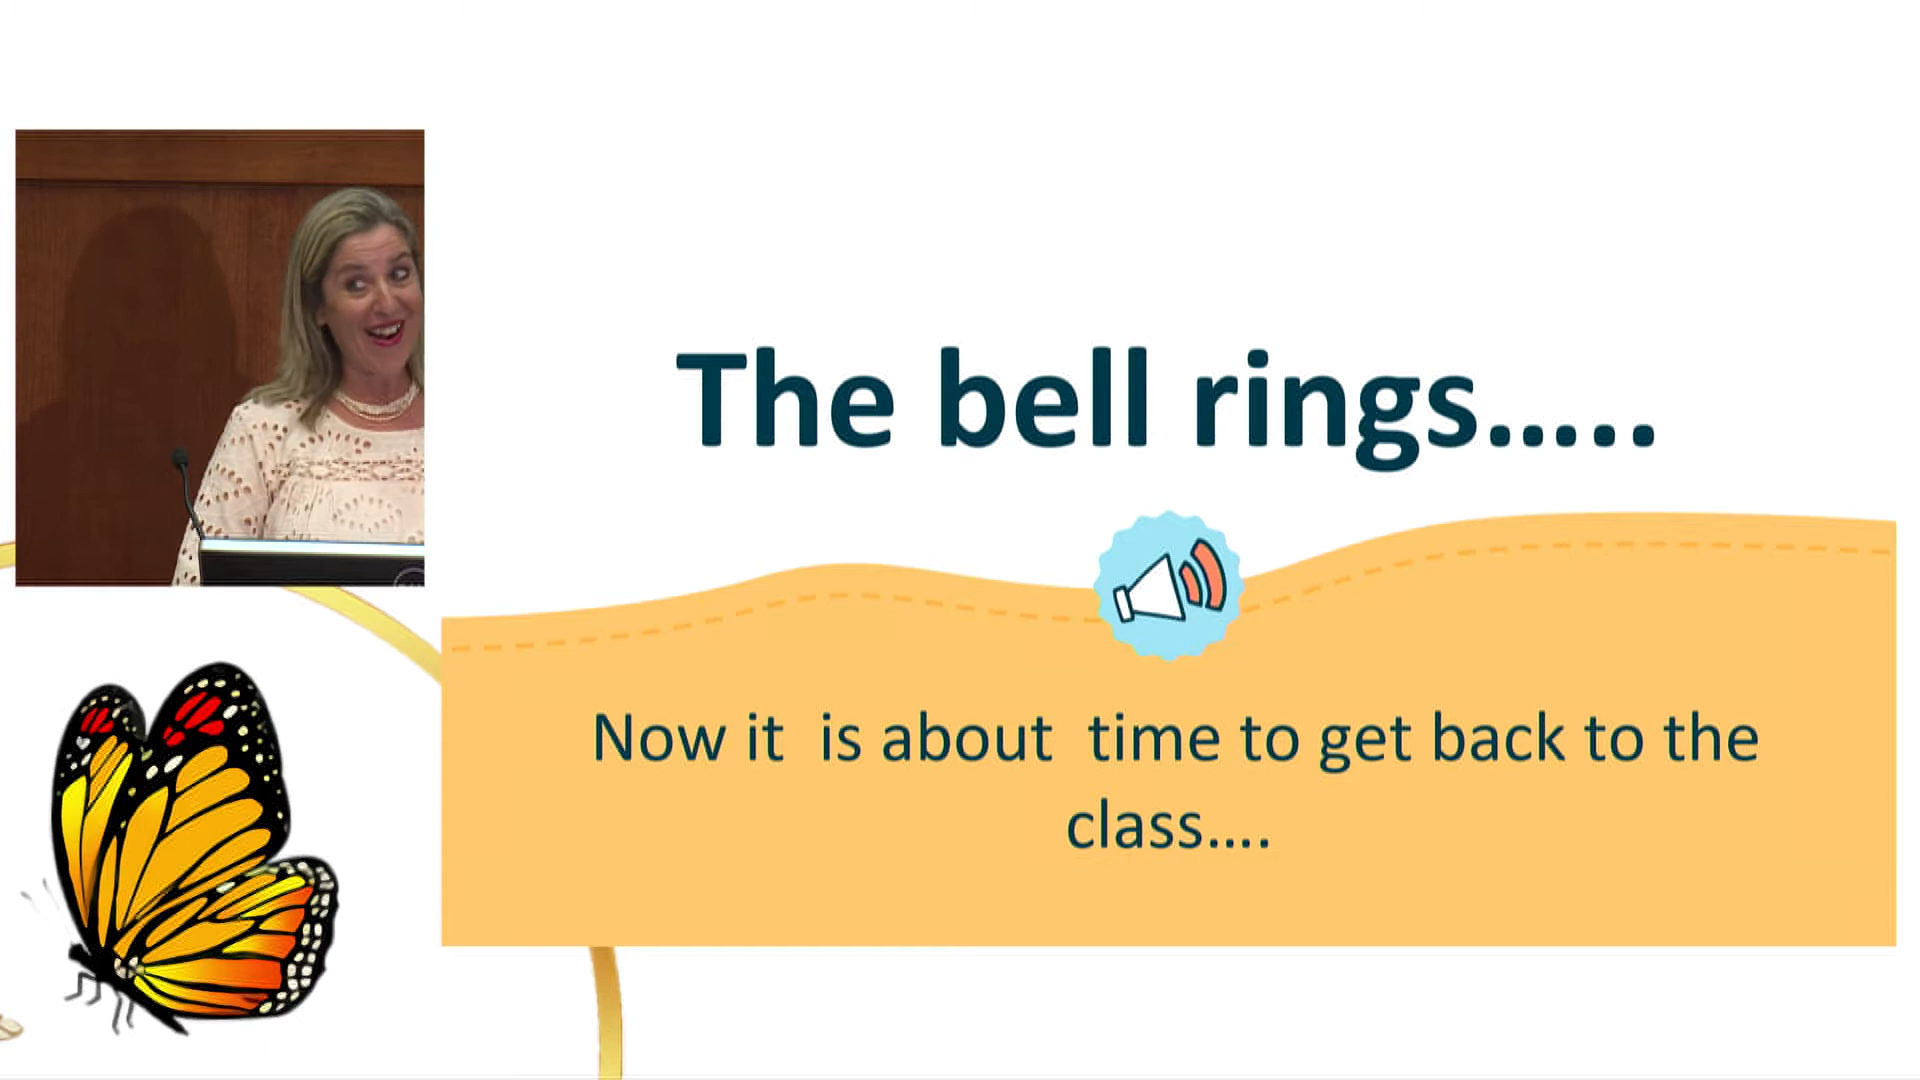 The bell rings.....
Now it  is about  time to get back to the
class....